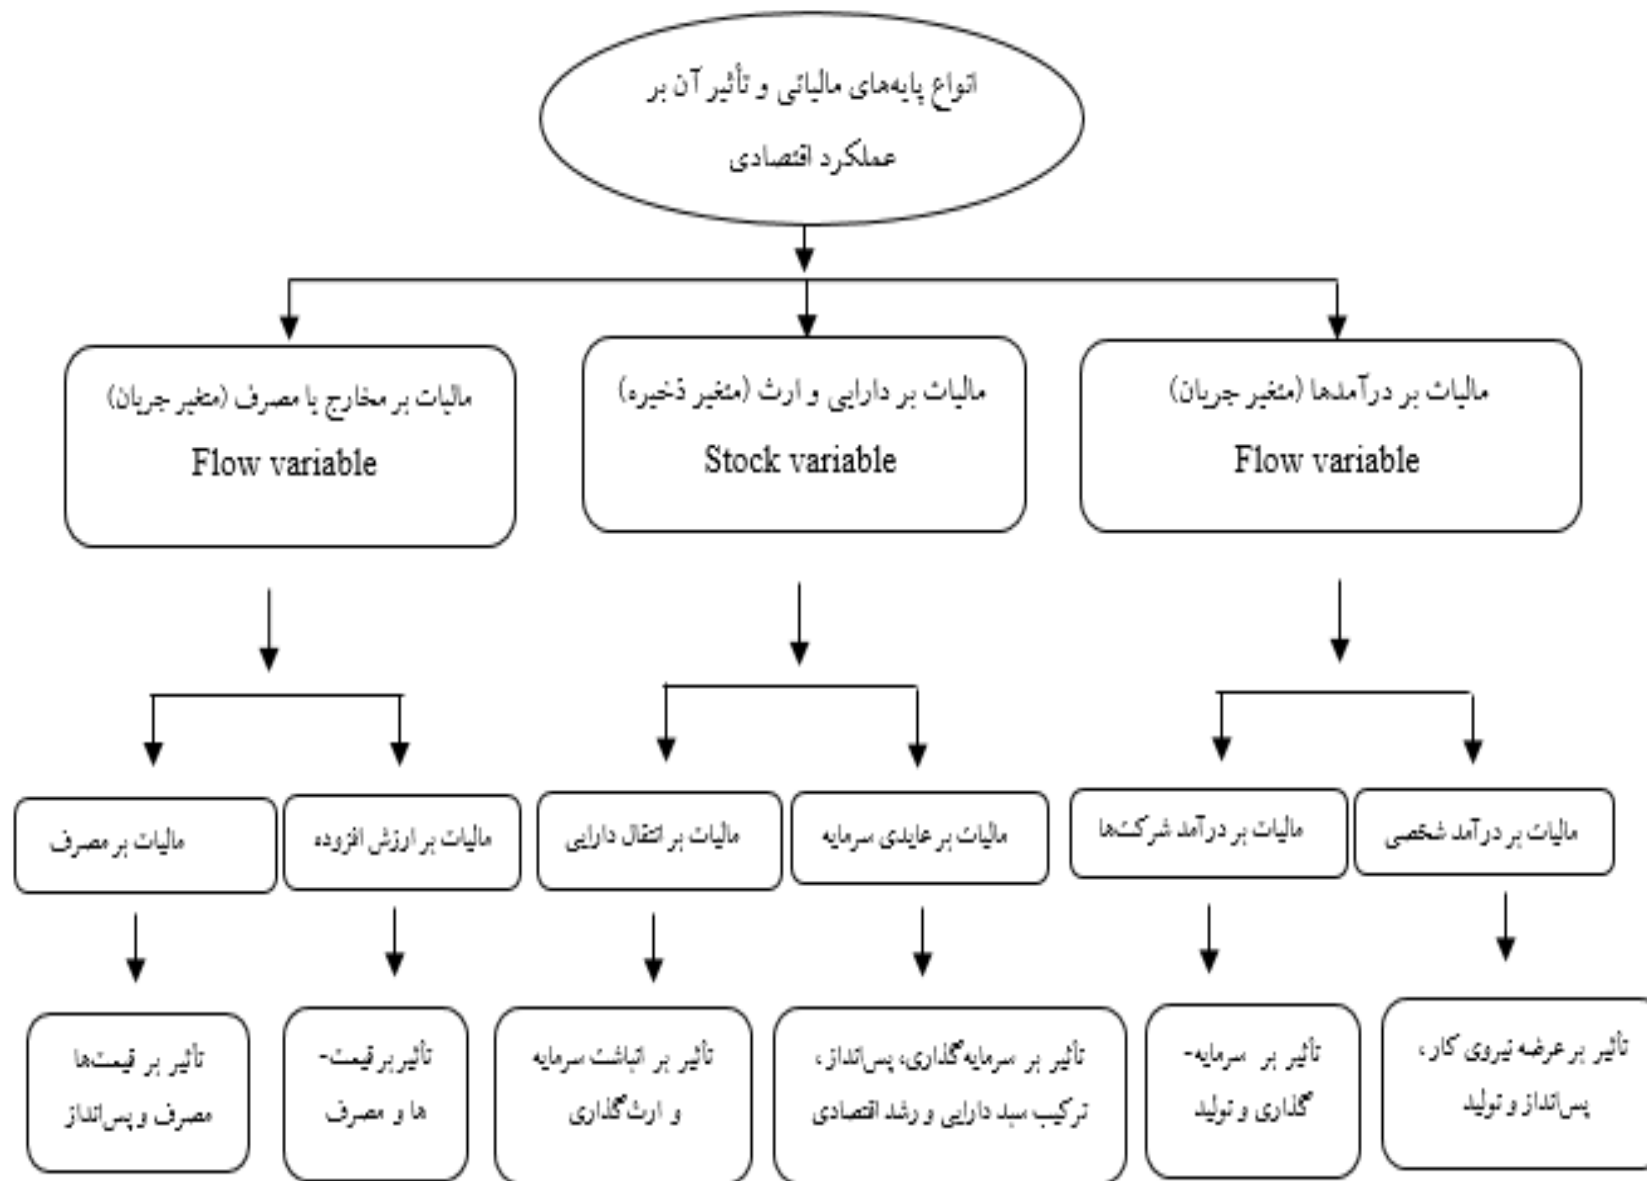 انواع پایه‌های مالیاتی و تأثیر آن بر
عملکرد اقتصادی
مالیات بر درآمدها (متغیر جریان)
Flow variable
مالیات بر دارایی و ارث (متغیر ذخیره)
Stock variable
مالیات بر مخارج یا مصرف (متغیر جریان)
Flow variable
مالیات بر درآمد شخصی
مالیات بر درآمد شرکت‌ها
مالیات بر عایدی سرمایه
مالیات بر انتقال دارایی
مالیات بر ارزش افزوده
مالیات بر مصرف
تأثیر بر عرضه نیروی کار،
پس‌انداز و تولید
تأثیر بر سرمایه-
گذاری و تولید
تأثیر بر سرمایه‌گذاری، پس‌انداز،
ترکیب سبد دارایی و رشد اقتصادی
تأثیر بر انباشت سرمایه
و ارث‌گذاری
تأثیر بر قیمت-
ها و مصرف
تأثیر بر قیمت‌ها
مصرف و پس‌انداز